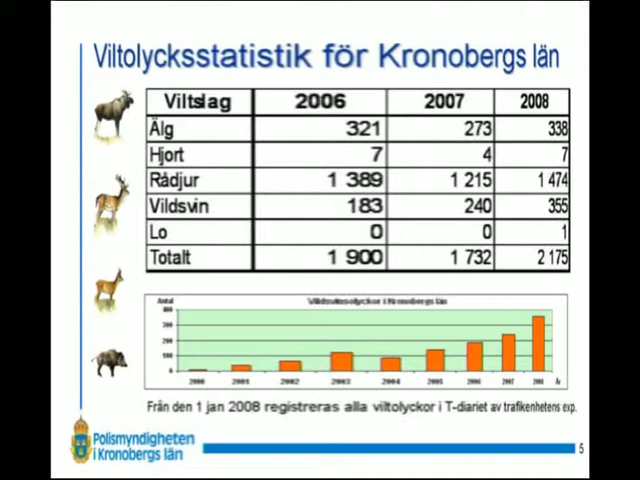 Viltolycksstatistik för Kronobergs län
Viltslag 2006 2007 2008
Älg 321 273 338
Hjort 7 4 7
Rådjur 1 389 1 215 1 474
Vildsvin 183 240 355
Lo 0 0 1
Totalt 1 900 1 732 2 175
Antal Vildsvinsolyckor i Kronobergs län
400
300
200
100
0
2000 2001 2002 2003 2004 2005 2006 2007 2008 År
Från den 1 jan 2008 registreras alla viltolyckor i T-diariet av trafikenhetens exp.
Polismyndigheten
i Kronobergs län
5